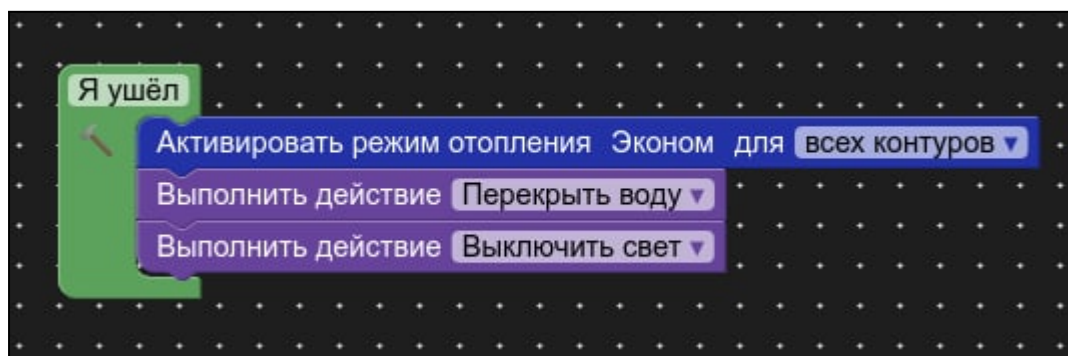 Я ушёл
Активировать режим отопления Эконом для всех контуров
Выполнить действие Перекрыть воду
Выполнить действие Выключить свет